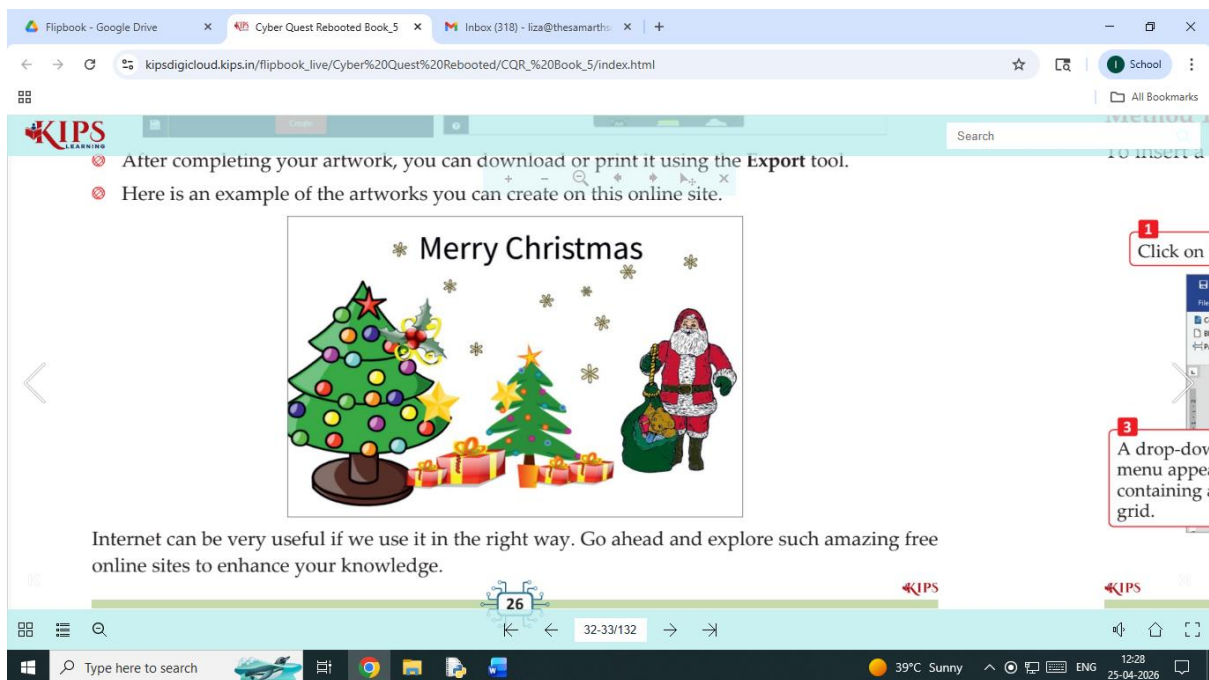 Flipbook - Google Drive
Cyber Quest Rebooted Book_5
Inbox (318) - liza@thesamarths
kipsdigicloud.kips.in/flipbook_live/Cyber%20Quest%20Rebooted/CQR_%20Book_5/index.html
School
All Bookmarks
KIPS
LEARNING
Create
Search
Method
After completing your artwork, you can download or print it using the Export tool.
To insert a
Here is an example of the artworks you can create on this online site.
Merry Christmas
1
Click on
File
3
A drop-dow
menu appea
containing a
grid.
Internet can be very useful if we use it in the right way. Go ahead and explore such amazing free
online sites to enhance your knowledge.
KIPS
KIPS
26
32-33/132
Type here to search
39°C Sunny
ENG
12:28
25-04-2026